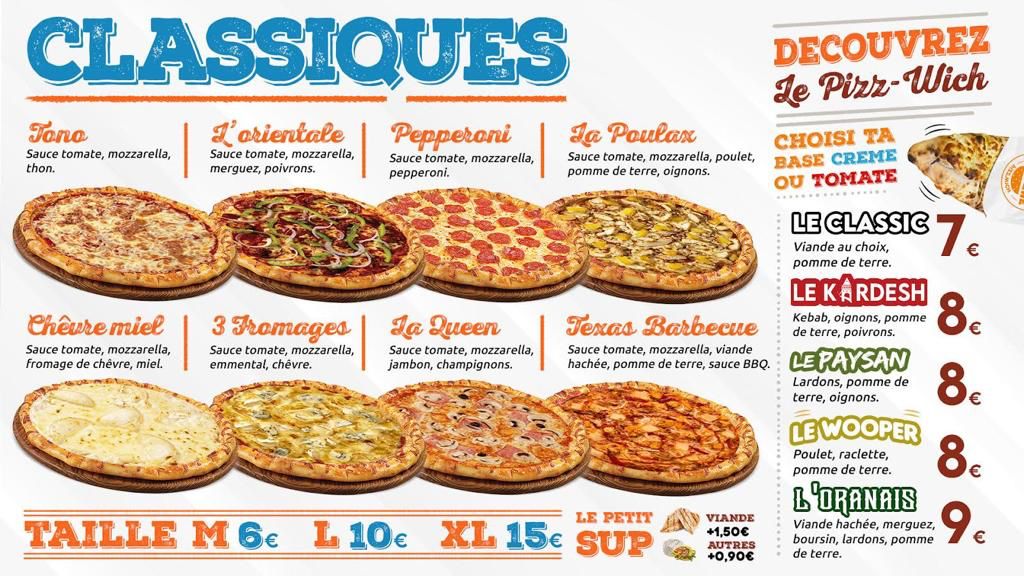 CLASSIQUES
Tono
Sauce tomate, mozzarella,
thon.
L'orientale
Sauce tomate, mozzarella,
merguez, poivrons.
Pepperoni
Sauce tomate, mozzarella,
pepperoni.
La Poulax
Sauce tomate, mozzarella, poulet,
pomme de terre, oignons.
Chêvre miel
Sauce tomate, mozzarella,
fromage de chêvre, miel.
3 Fromages
Sauce tomate, mozzarella,
emmental, chêvre.
La Queen
Sauce tomate, mozzarella,
jambon, champignons.
Texas Barbecue
Sauce tomate, mozzarella, viande
hachée, pomme de terre, sauce BBQ.
TAILLE M 6€ L 10€ XL 15€
LE PETIT
SUP
VIANDE
+1,50€
AUTRES
+0,90€
DECOUVREZ
Le Pizz-Wich
CHOISI TA
BASE CREME
OU TOMATE
LE CLASSIC 7€
Viande au choix,
pomme de terre.
LE KARDESH 8€
Kebab, oignons, pomme
de terre, poivrons.
LE PAYSAN 8€
Lardons, pomme de
terre, oignons.
LE WOOPER 8€
Poulet, raclette,
pomme de terre.
L'ORANAIS 9€
Viande hachée, merguez,
boursin, lardons, pomme
de terre.